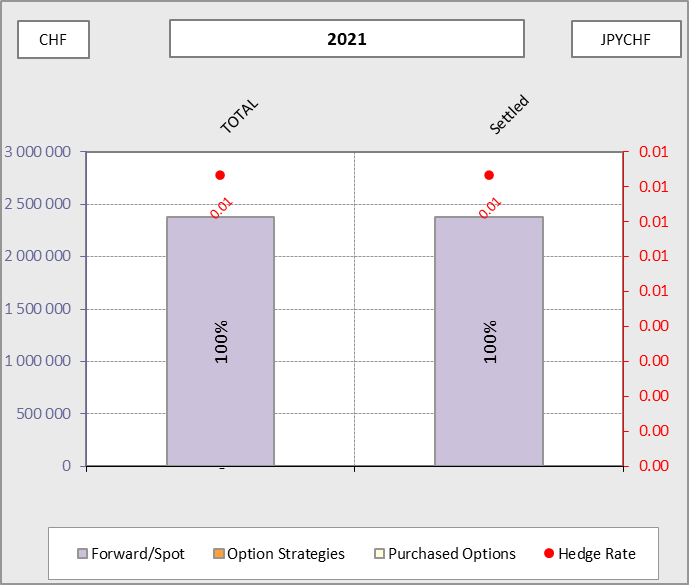 CHF
2021
JPYCHF
TOTAL
Settled
3 000 000
2 500 000
2 000 000
1 500 000
1 000 000
500 000
0
0.01
0.01
100%
100%
0.01
0.01
0.01
0.01
0.01
0.00
0.00
0.00
0.00
0.00
Forward/Spot
Option Strategies
Purchased Options
Hedge Rate